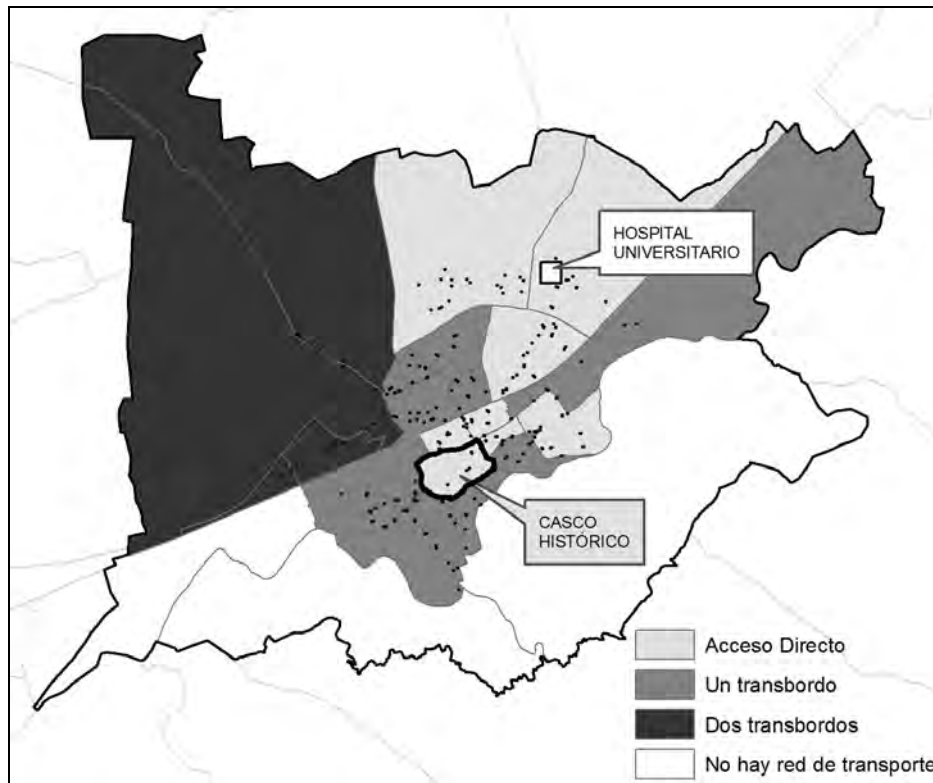 HOSPITAL
UNIVERSITARIO
CASCO
HISTÓRICO
Acceso Directo
Un transbordo
Dos transbordos
No hay red de transporte